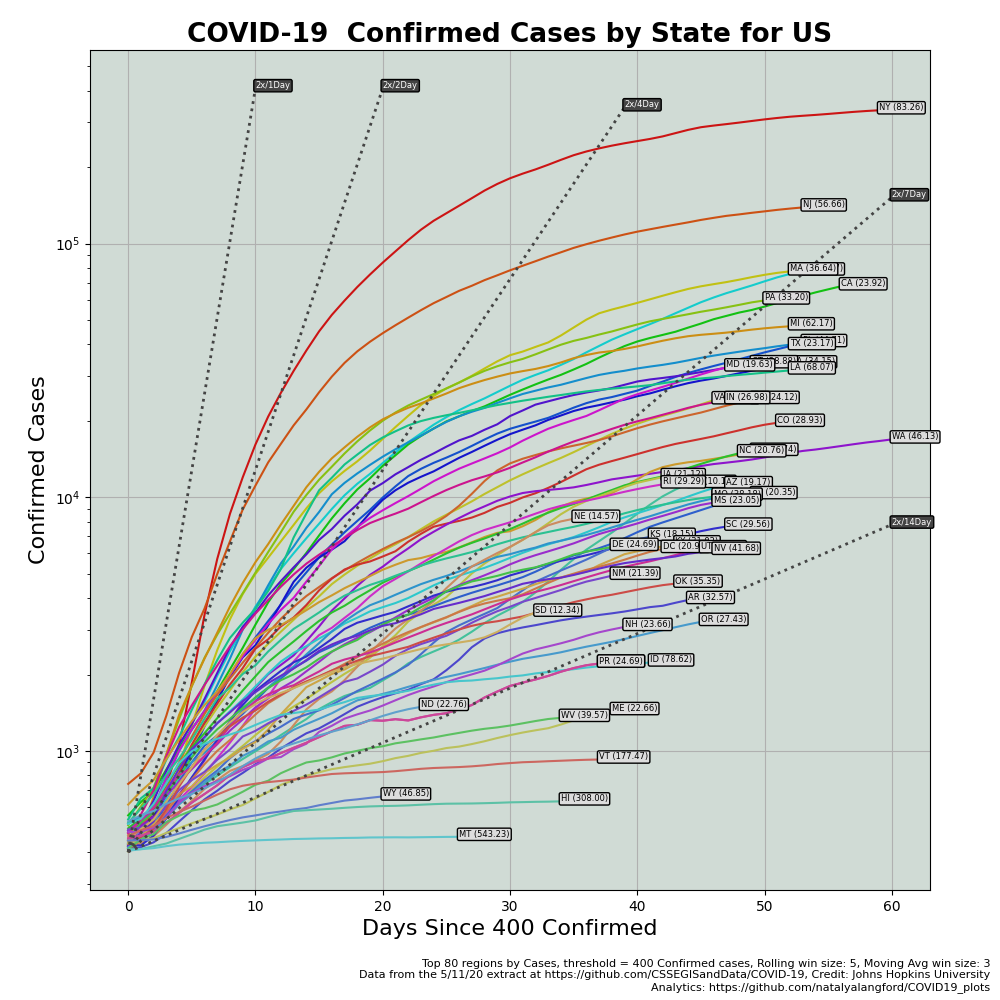 COVID-19 Confirmed Cases by State for US
2x/1Day
2x/2Day
2x/4Day
NY (83.26)
2x/7Day
NJ (56.66)
MA (36.64)
CA (23.92)
PA (33.20)
MI (62.17)
TX (23.17)
MD (19.63)
LA (68.07)
VA
IN (26.98)
24.12)
CO (28.93)
WA (46.13)
NC (20.76)
IA (21.12)
RI (29.29)
AZ (19.17)
(20.35)
MS (23.05)
NE (14.57)
2x/14Day
SC (29.56)
DE (24.69)
DC (20.9
UT
NV (41.68)
NM (21.39)
OK (35.35)
AR (32.57)
SD (12.34)
OR (27.43)
NH (23.66)
PR (24.69)
ID (78.62)
ND (22.76)
ME (22.66)
WV (39.57)
VT (177.47)
WY (46.85)
HI (308.00)
MT (543.23)
Confirmed Cases
10^5
10^4
10^3
0 10 20 30 40 50 60
Days Since 400 Confirmed
Top 80 regions by Cases, threshold = 400 Confirmed cases, Rolling win size: 5, Moving Avg win size: 3
Data from the 5/11/20 extract at https://github.com/CSSEGISandData/COVID-19, Credit: Johns Hopkins University
Analytics: https://github.com/natalyalangford/COVID19_plots